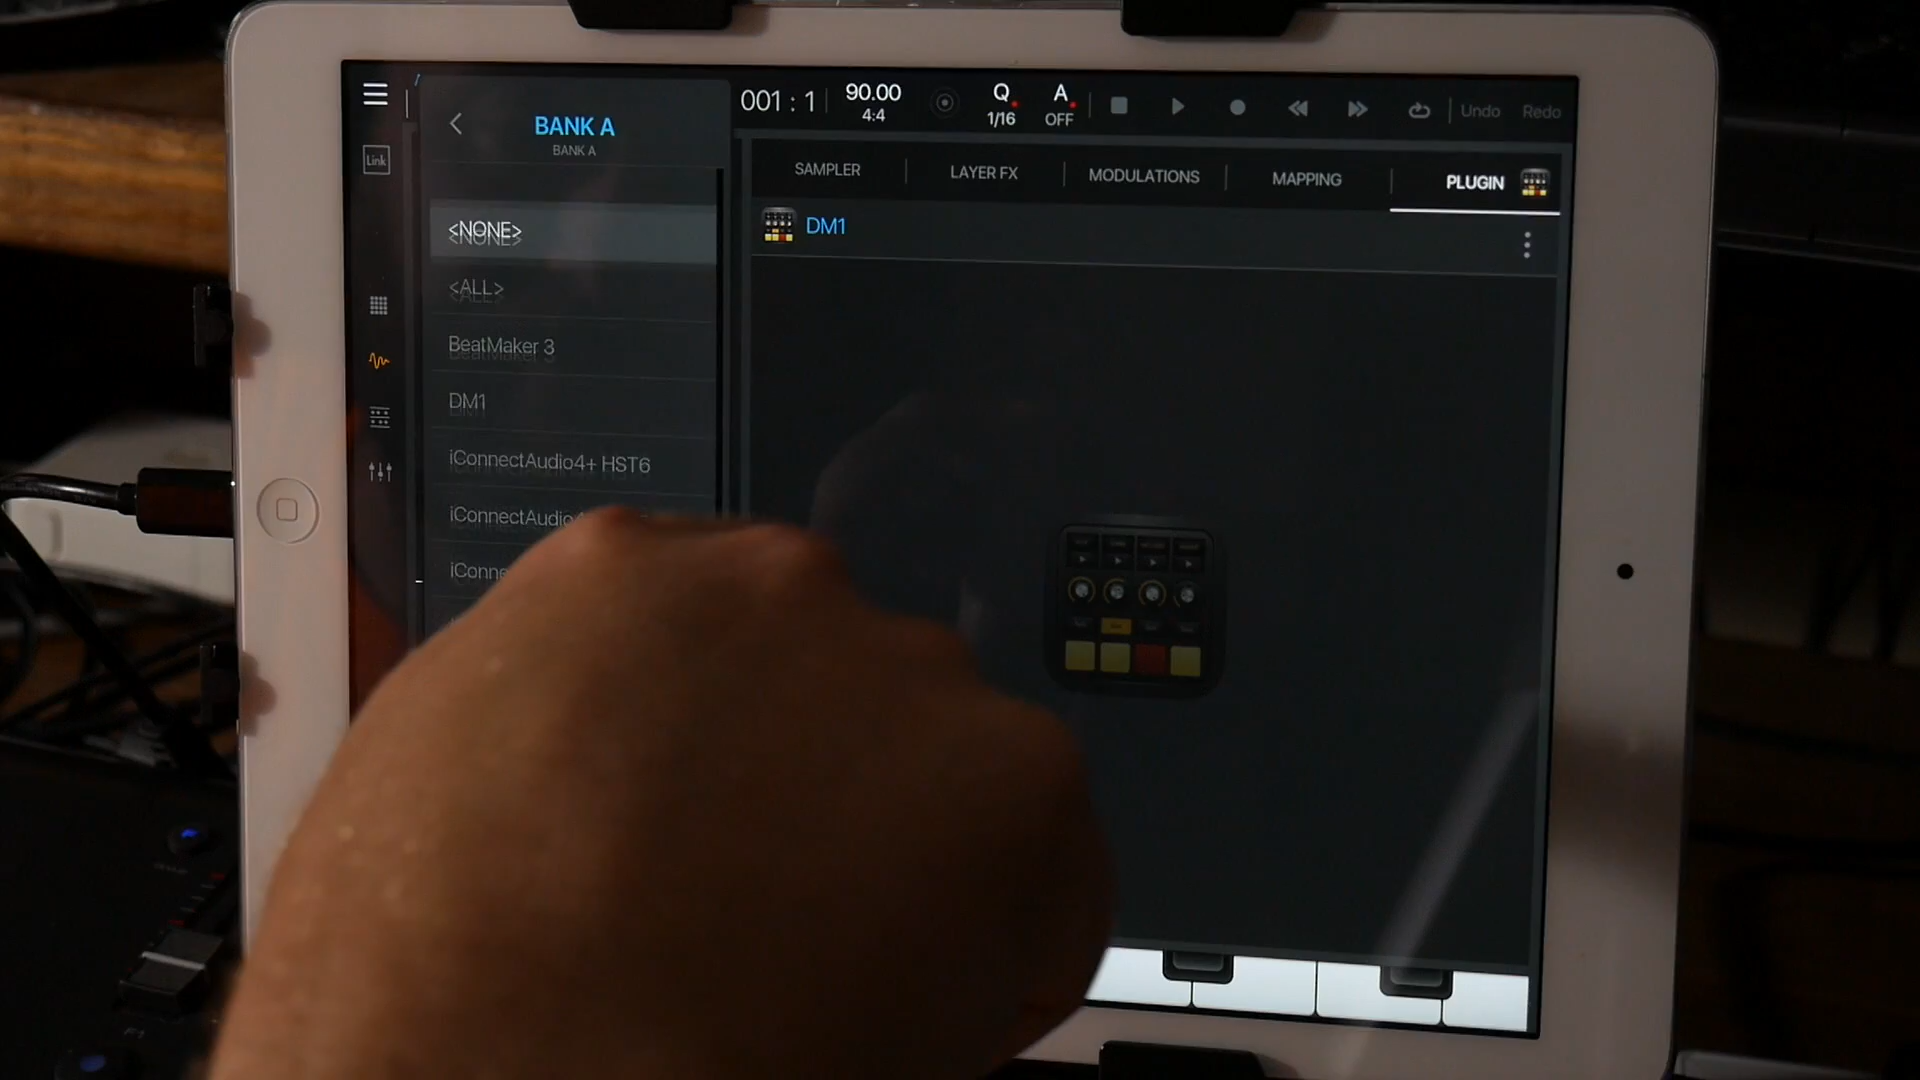 Link
BANK A
BANK A
<NONE>
<ALL>
BeatMaker 3
DM1
iConnectAudio4+ HST6
iConnectAudio
iConne
001 : 1
90.00
4:4
Q
1/16
A
OFF
Undo
Redo
SAMPLER
LAYER FX
MODULATIONS
MAPPING
PLUGIN
DM1